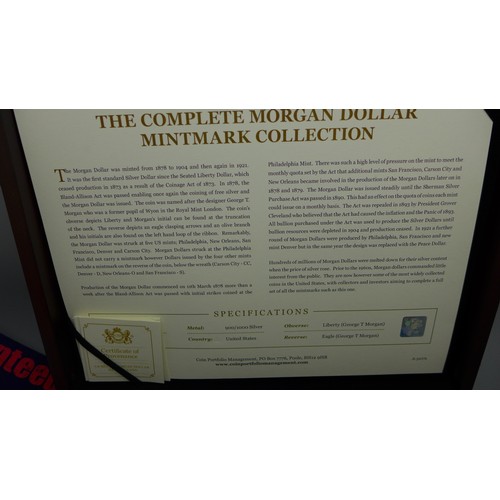 THE COMPLETE MORGAN DOLLAR
MINTMARK COLLECTION
The Morgan Dollar was minted from 1878 to 1904 and then again in 1921.
It was the first standard Silver Dollar since the Seated Liberty Dollar, which
ceased production in 1873 as a result of the Coinage Act of 1873. In 1878, the
Bland-Allison Act was passed enabling once again the coining of free silver and
the Morgan Dollar was issued. The coin was named after the designer George T.
Morgan who was a former pupil of Wyon in the Royal Mint London. The coin's
obverse depicts Liberty and Morgan's initial can be found at the truncation
of the neck. The reverse depicts an eagle clasping arrows and an olive branch
and his initials are also found on the left hand loop of the ribbon. Remarkably,
the Morgan Dollar was struck at five US mints; Philadelphia, New Orleans, San
Francisco, Denver and Carson City. Morgan Dollars struck at the Philadelphia
Mint did not carry a mintmark however Dollars issued by the four other mints
include a mintmark on the reverse of the coin, below the wreath (Carson City - CC,
Denver - D, New Orleans-O and San Francisco - S).
Production of the Morgan Dollar commenced on 12th March 1878 more than a
week after the Bland-Allison Act was passed with initial strikes coined at the
Philadelphia Mint. There was such a high level of pressure on the mint to meet the
monthly quota set by the Act that additional mints San Francisco, Carson City and
New Orleans became involved in the production of the Morgan Dollars later on in
1878 and 1879. The Morgan Dollar was issued steadily until the Sherman Silver
Purchase Act was passed in 1890. This had an effect on the quota of coins each mint
could issue on a monthly basis. The Act was repealed in 1893 by President Grover
Cleveland who believed that the Act had caused the inflation and the Panic of 1893.
All bullion purchased under the Act was used to produce the Silver Dollars until
bullion resources were depleted in 1904 and production ceased. In 1921 a further
round of Morgan Dollars were produced by Philadelphia, San Francisco and new
mint Denver but in the same year the design was replaced with the Peace Dollar.
Hundreds of millions of Morgan Dollars were melted down for their silver content
when the price of silver rose. Prior to the mints, Morgan dollars commanded little
interest from collectors. They are now however some of the most widely collected
coins in the United States, with collectors and investors aiming to complete a full
set of all the mintmarks such as this one.
SPECIFICATIONS
Metal: 900/1000 Silver Obverse: Liberty (George T Morgan)
Country: United States Reverse: Eagle (George T Morgan)
Certificate of
Coin Portfolio Management, PO Box
www.coinportfoliomanagement.com